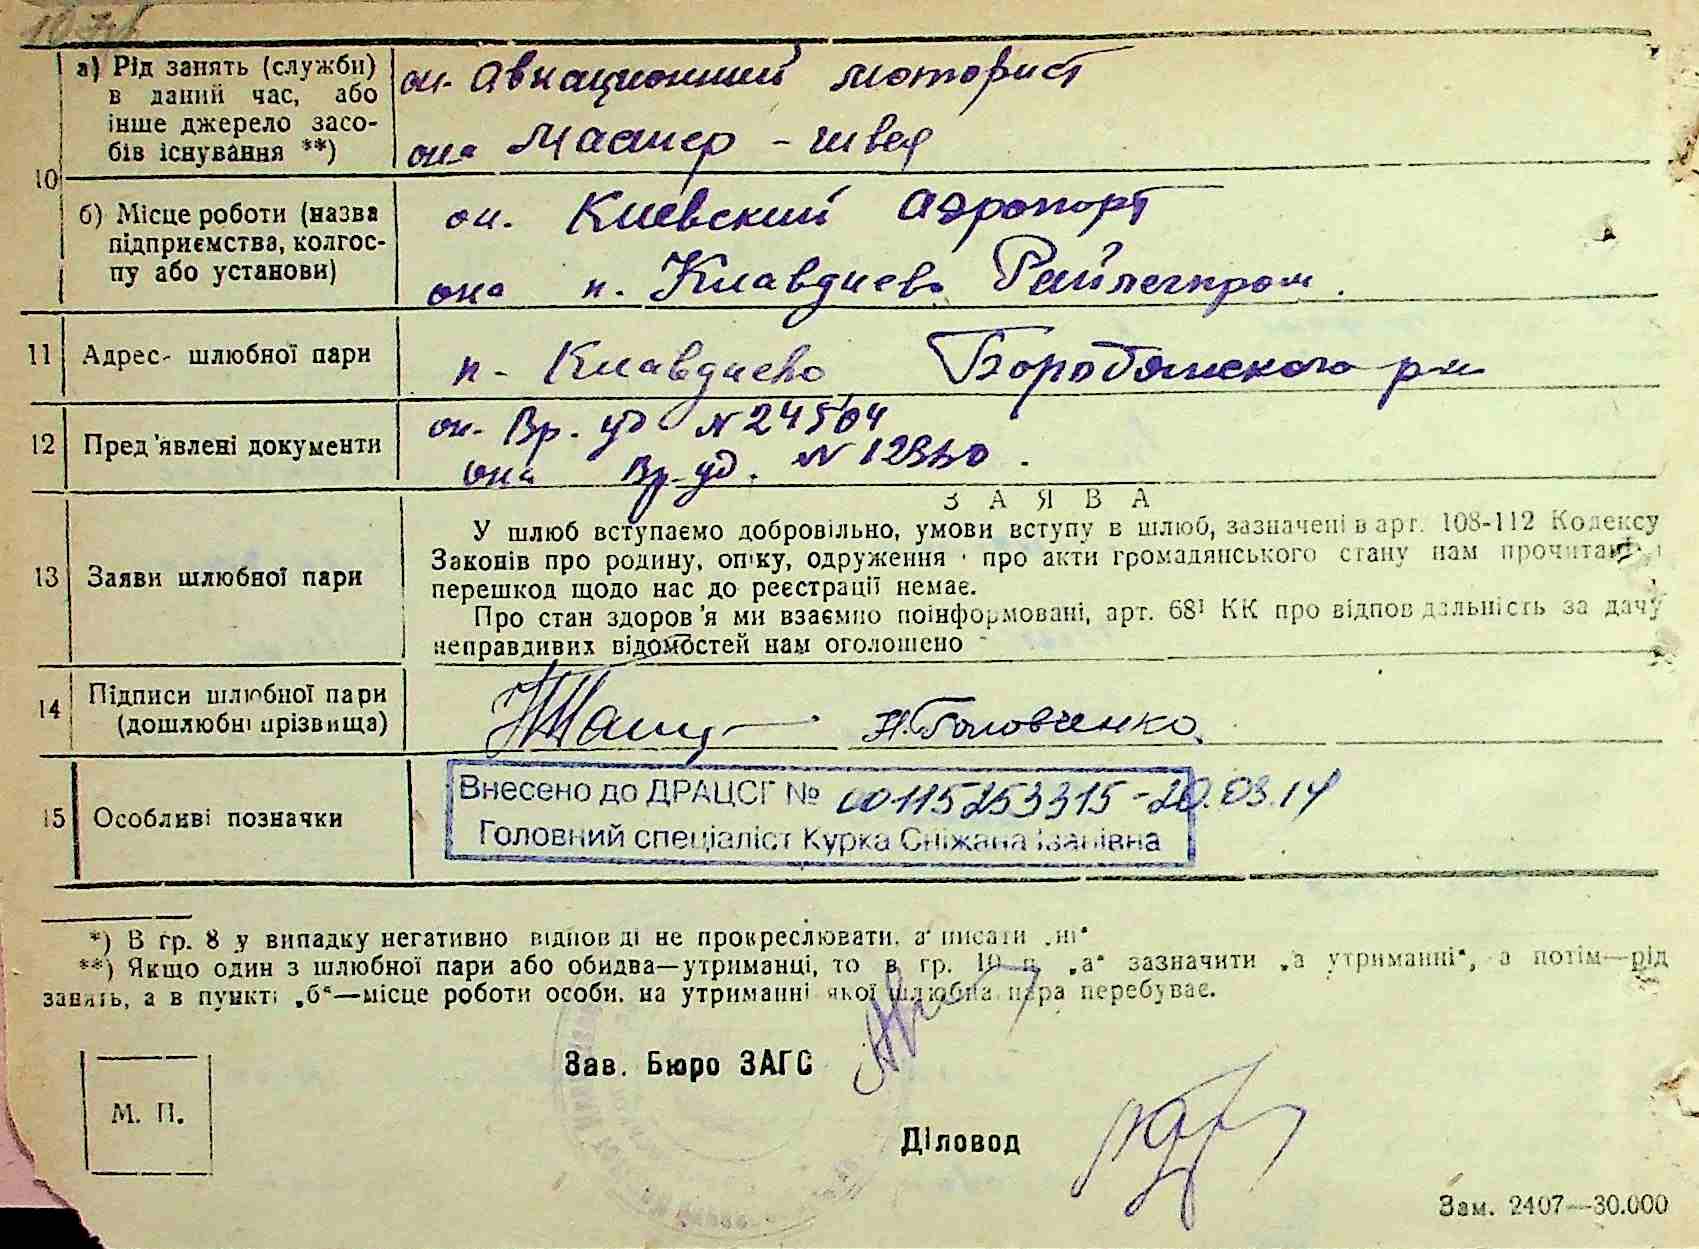 а) Рід занять (служби)
в даний час, або
інше джерело засо-
бів існування **)
он. Авиационный моторист
она Мастер - швея
10
б) Місце роботи (назва
підприємства, колгос-
пу або установи)
он. Киевский Аэропорт
она п. Клавдиево Райлегпром.
11 Адреса шлюбної пари
п. Клавдиево Бородянского р-н
12 Пред'явлені документи
он. Вр. уд N 24504
она Вр. уд. N
13 Заяви шлюбної пари
ЗАЯВА
У шлюб вступаємо добровільно, умови вступу в шлюб, зазначені в арт. 108-112 Кодексу
Законів про родину, опіку, одруження і про акти громадянського стану нам прочитані і
перешкод щодо нас до реєстрації немає.
Про стан здоров'я ми взаємно поінформовані, арт. 68¹ КК про відповідальність за дачу
неправдивих відомостей нам оголошено
14 Підписи шлюбної пари
(дошлюбні прізвища)
Н. Головченко
15 Особливі позначки
Внесено до ДРАЦСГ № 00115253315-20.03.14
Головний спеціаліст Курка Сніжана Іванівна
*) В гр. 8 у випадку негативно відповіді не прокреслювати, а писати „ні“
**) Якщо один з шлюбної пари або обидва—утриманці, то в гр. 10 п. „а“ зазначити „а утриманні“, а потім—рід
занять, а в пункті „б“—місце роботи особи, на утриманні якої шлюбна пара перебуває.
Зав. Бюро ЗАГС
М. П.
Діловод
Зам. 2407—30.000